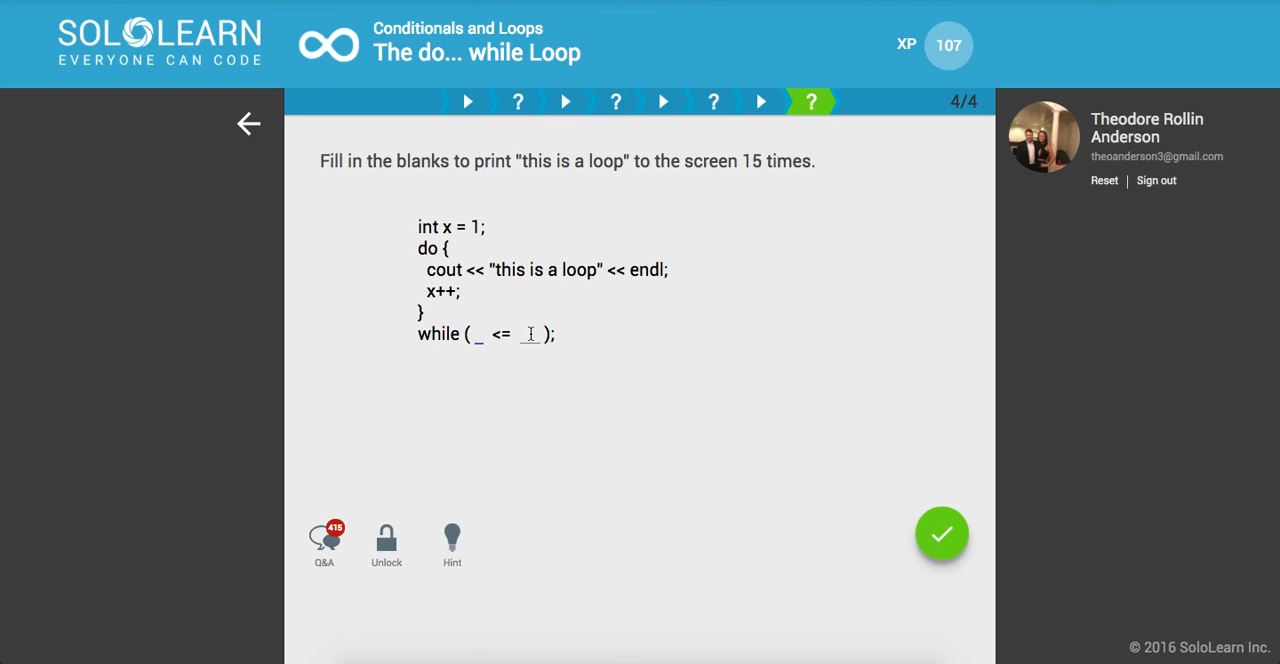 SOLOLEARN
EVERYONE CAN CODE
Conditionals and Loops
The do... while Loop
XP 107
? ? ? ? 4/4
Theodore Rollin
Anderson
theoanderson3@gmail.com
Reset | Sign out
Fill in the blanks to print "this is a loop" to the screen 15 times.
int x = 1;
do {
cout << "this is a loop" << endl;
x++;
}
while ( _ <= __ );
415
Q&A Unlock Hint
© 2016 SoloLearn Inc.